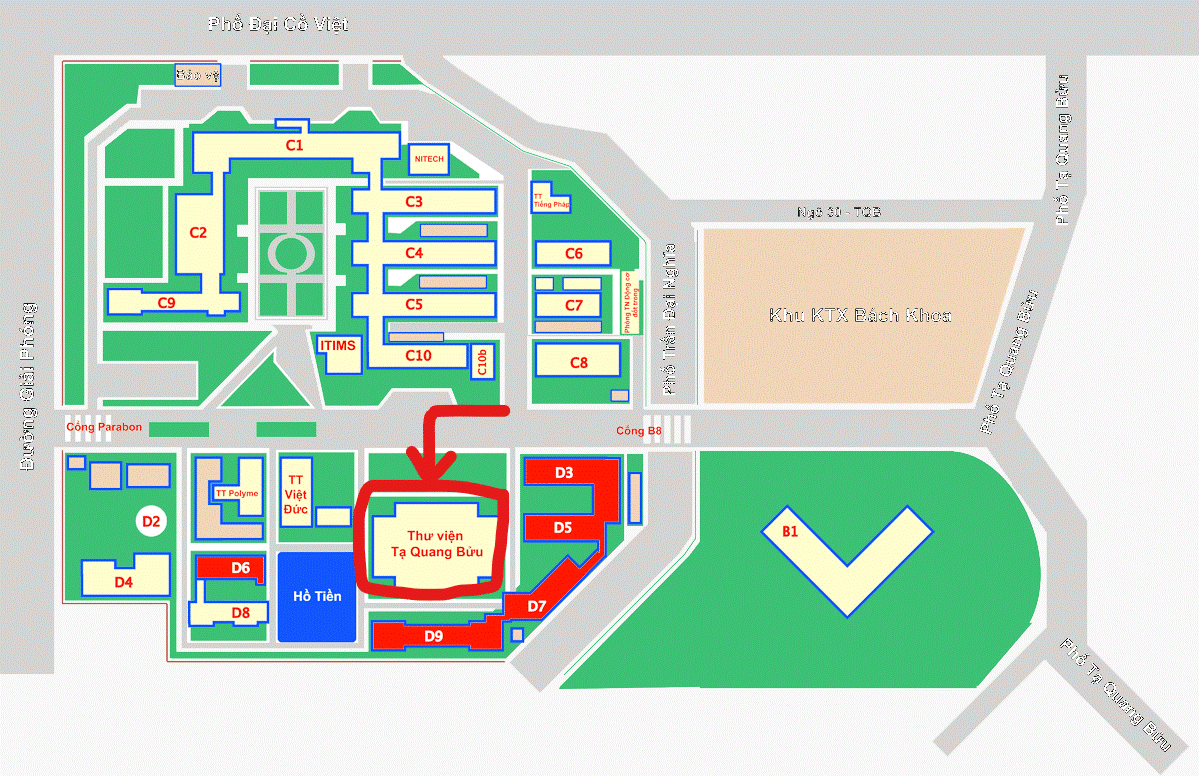 Phố Đại Cồ Việt
Bảo vệ
Phố Tạ Quang Bửu
C1
NITECH
C3
TT
Tiếng Pháp
Ngõ 30 - TQB
C2
C4
C6
Phố Trần Đại Nghĩa
Phòng TN Động cơ
đốt trong
C9
C5
C7
Khu KTX Bách Khoa
ITIMS
C10
C10b
C8
Đường Giải Phóng
Phố Tạ Quang Bửu
Cổng Parabon
Cổng B8
TT Polyme
TT
Việt
Đức
D3
D2
Thư viện
Tạ Quang Bửu
D5
B1
D4
D6
Hồ Tiền
D8
D7
D9
Phố Tạ Quang Bửu